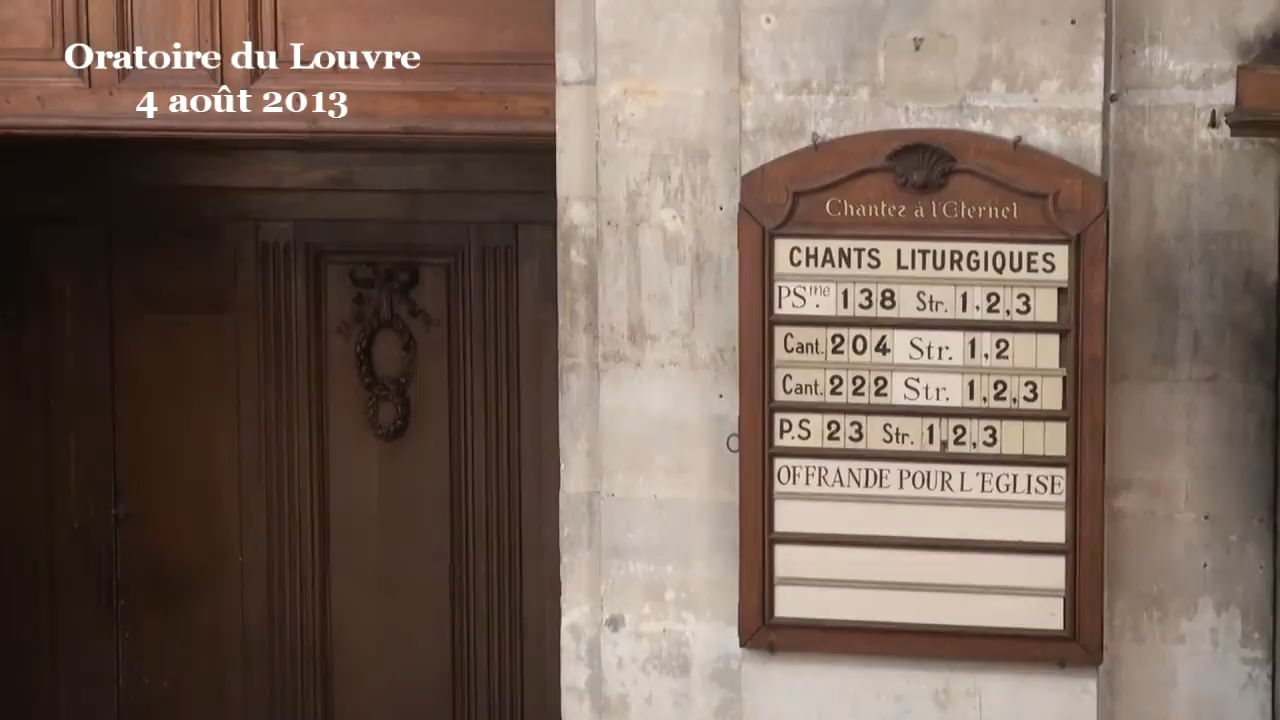 Oratoire du Louvre
4 août 2013
Chantez à l'Eternel
CHANTS LITURGIQUES
PSme. 138 Str. 1,2,3
Cant. 204 Str. 1,2
Cant. 222 Str. 1,2,3
P.S 23 Str. 1,2,3
OFFRANDE POUR L'EGLISE